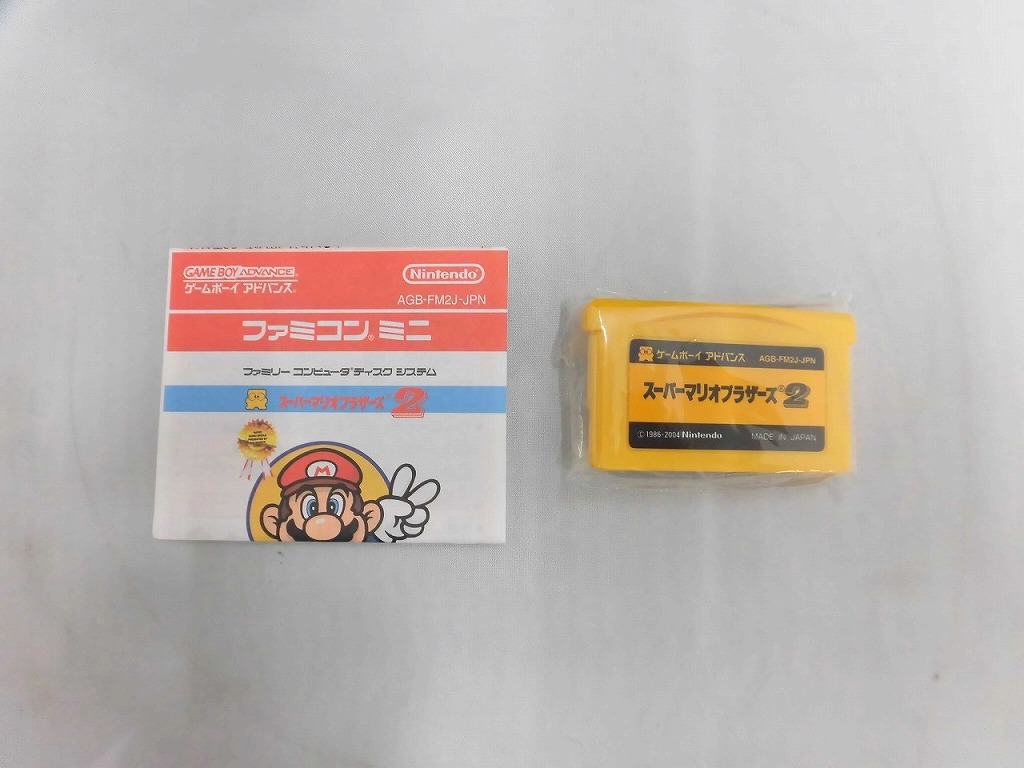 GAME BOY ADVANCE
ゲームボーイ アドバンス
Nintendo
AGB-FM2J-JPN
ファミコン® ミニ
ファミリー コンピュータ ディスク システム
スーパーマリオブラザーズ® 2
M
ゲームボーイ アドバンス AGB-FM2J-JPN
スーパーマリオブラザーズ® 2
© 1986-2004 Nintendo MADE IN JAPAN